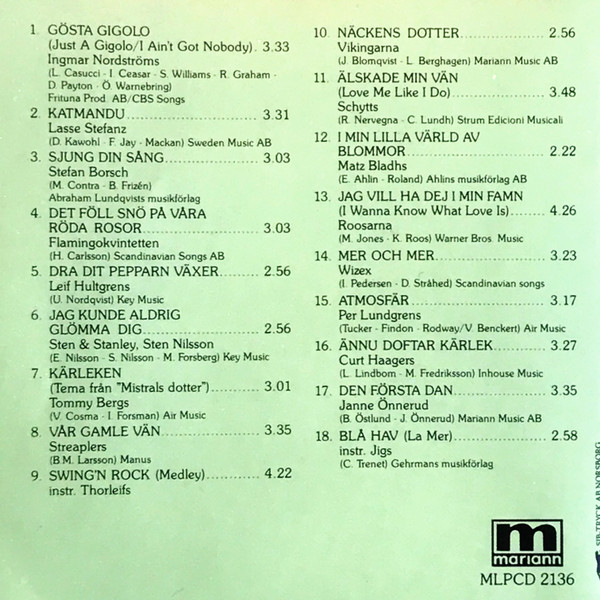 1. GÖSTA GIGOLO
(Just A Gigolo/I Ain't Got Nobody). 3.33
Ingmar Nordströms
(L. Casucci - I. Ceasar - S. Williams - R. Graham -
D. Payton - Ö. Warnebring)
Frituna Prod. AB/CBS Songs
2. KATMANDU 3.31
Lasse Stefanz
(D. Kawohl - F. Jay - Mackan) Sweden Music AB
3. SJUNG DIN SÅNG 3.03
Stefan Borsch
(M. Contra - B. Frizén)
Abraham Lundqvists musikförlag
4. DET FÖLL SNÖ PÅ VÅRA
RÖDA ROSOR 3.03
Flamingokvintetten
(H. Carlsson) Scandinavian Songs AB
5. DRA DIT PEPPARN VÄXER 2.56
Leif Hultgrens
(U. Nordqvist) Key Music
6. JAG KUNDE ALDRIG
GLÖMMA DIG 2.56
Sten & Stanley, Sten Nilsson
(E. Nilsson - S. Nilsson - M. Forsberg) Key Music
7. KÄRLEKEN
(Tema från "Mistrals dotter") 3.01
Tommy Bergs
(V. Cosma - I. Forsman) Air Music
8. VÅR GAMLE VÄN 3.35
Streaplers
(B M. Larsson) Manus
9. SWING'N ROCK (Medley) 4.22
instr. Thorleifs
10. NÄCKENS DOTTER 2.56
Vikingarna
(J. Blomqvist - L. Berghagen) Mariann Music AB
11. ÄLSKADE MIN VÄN
(Love Me Like I Do) 3.48
Schytts
(R. Nervegna - C. Lundh) Strum Edicioni Musicali
12. I MIN LILLA VÄRLD AV
BLOMMOR 2.22
Matz Bladhs
(E. Ahlin - Roland) Ahlins musikförlag AB
13. JAG VILL HA DEJ I MIN FAMN
(I Wanna Know What Love Is) 4.26
Roosarna
(M. Jones - K. Roos) Warner Bros. Music
14. MER OCH MER 3.23
Wizex
(I. Pedersen - D. Stråhed) Scandinavian songs
15. ATMOSFÄR 3.17
Per Lundgrens
(Tucker - Findon - Rodway/V. Benckert) Air Music
16. ÄNNU DOFTAR KÄRLEK 3.27
Curt Haagers
(L. Lindbom - M. Fredriksson) Inhouse Music
17. DEN FÖRSTA DAN 3.35
Janne Önnerud
(B. Östlund - J. Önnerud) Mariann Music AB
18. BLÅ HAV (La Mer) 2.58
instr. Jigs
(C. Trenet) Gehrmans musikförlag
m
mariann
MLPCD 2136
TRYCK AB NORSBORG